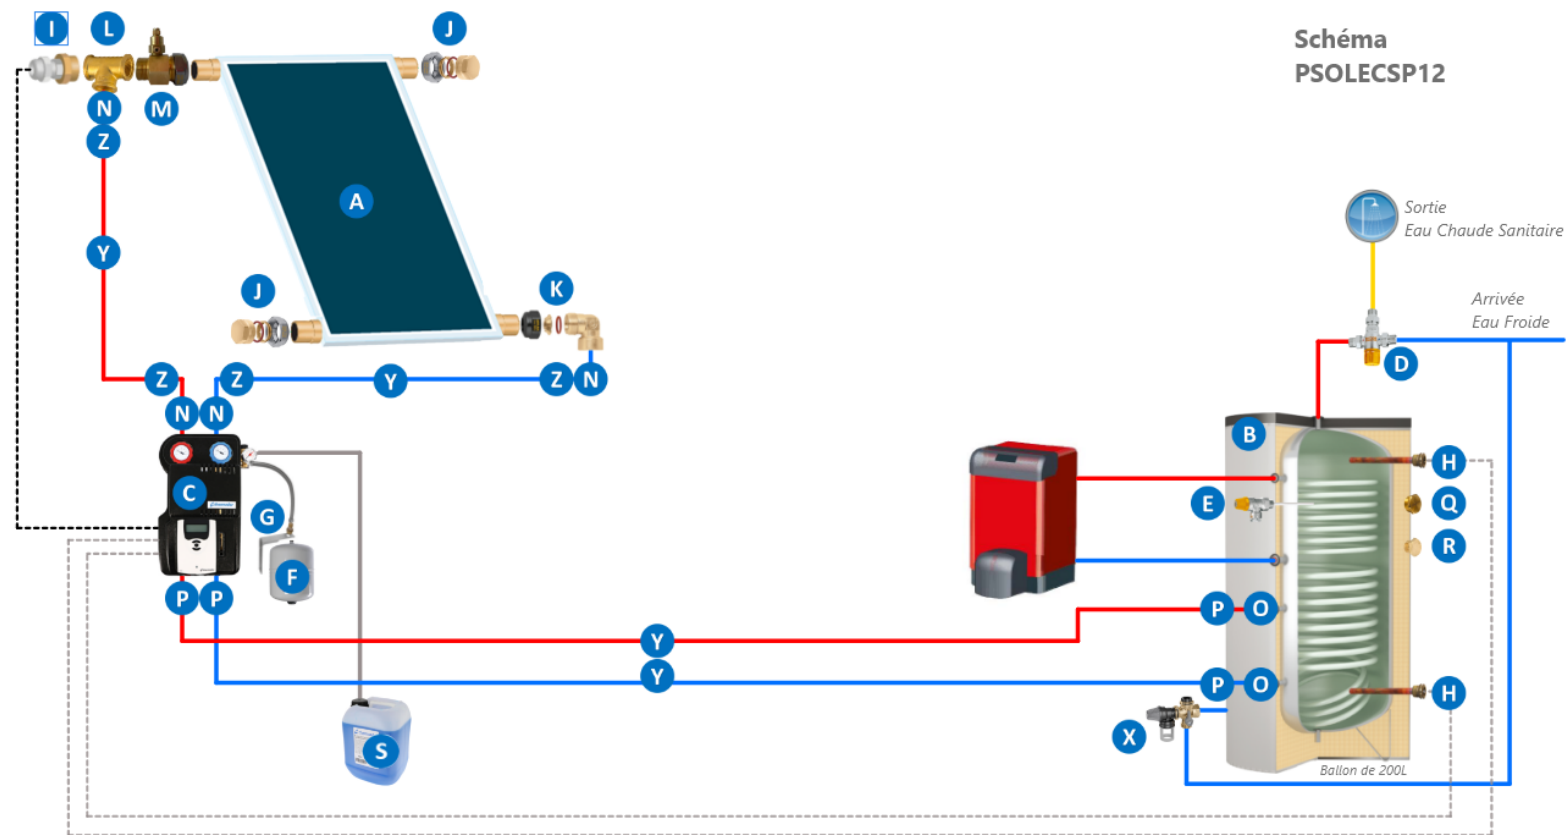 I
L
J
Schéma
PSOLECSP12
N
M
Z
A
Sortie
Eau Chaude Sanitaire
Y
J
K
Arrivée
Eau Froide
D
Z
Z
Y
Z
N
N
N
B
H
C
E
Q
G
R
F
P
P
P
O
Y
Y
P
O
H
X
S
Ballon de 200L